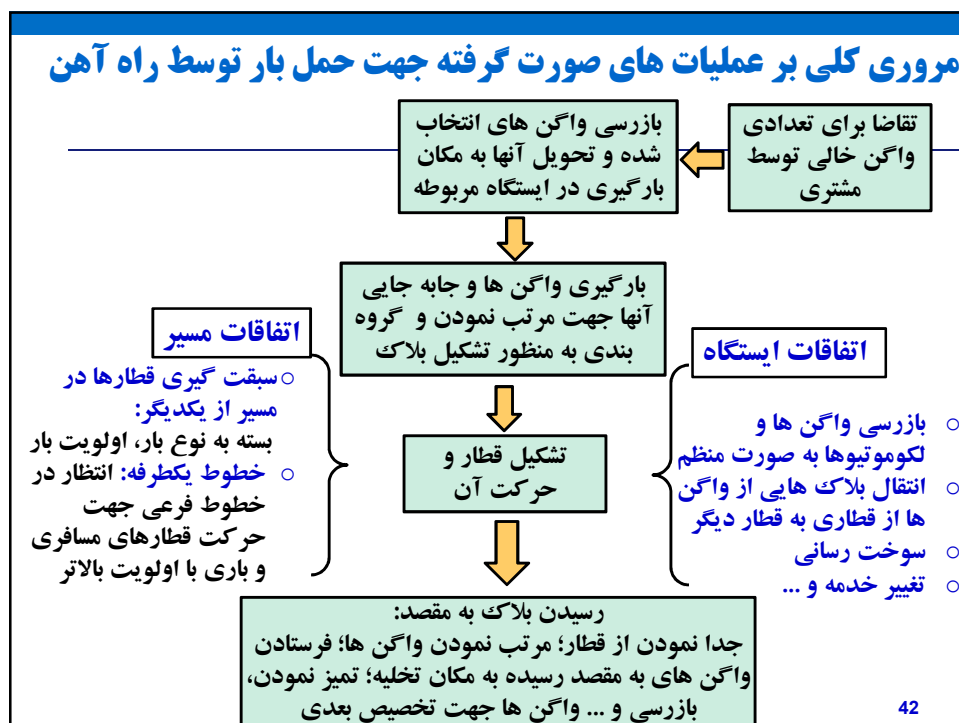 مروری کلی بر عملیات های صورت گرفته جهت حمل بار توسط راه آهن
تقاضا برای تعدادی
واگن خالی توسط
مشتری
بازرسی واگن های انتخاب
شده و تحویل آنها به مکان
بارگیری در ایستگاه مربوطه
بارگیری واگن ها و جابه جایی
آنها جهت مرتب نمودن و گروه
بندی به منظور تشکیل بلاک
اتفاقات ایستگاه
○ بازرسی واگن ها و
لکوموتیوها به صورت منظم
○ انتقال بلاک هایی از واگن
ها از قطاری به قطار دیگر
○ سوخت رسانی
○ تغییر خدمه و ...
تشکیل قطار و
حرکت آن
اتفاقات مسیر
○ سبقت گیری قطارها در
مسیر از یکدیگر:
بسته به نوع بار، اولویت بار
○ خطوط یکطرفه: انتظار در
خطوط فرعی جهت
حرکت قطارهای مسافری
و باری با اولویت بالاتر
رسیدن بلاک به مقصد:
جدا نمودن از قطار؛ مرتب نمودن واگن ها؛ فرستادن
واگن های به مقصد رسیده به مکان تخلیه؛ تمیز نمودن،
بازرسی و ... واگن ها جهت تخصیص بعدی
42